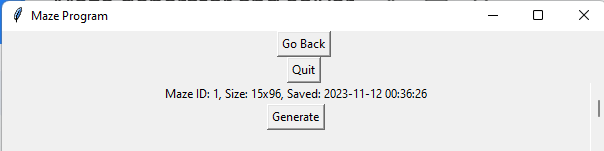 Maze Program
Go Back
Quit
Maze ID: 1, Size: 15x96, Saved: 2023-11-12 00:36:26
Generate